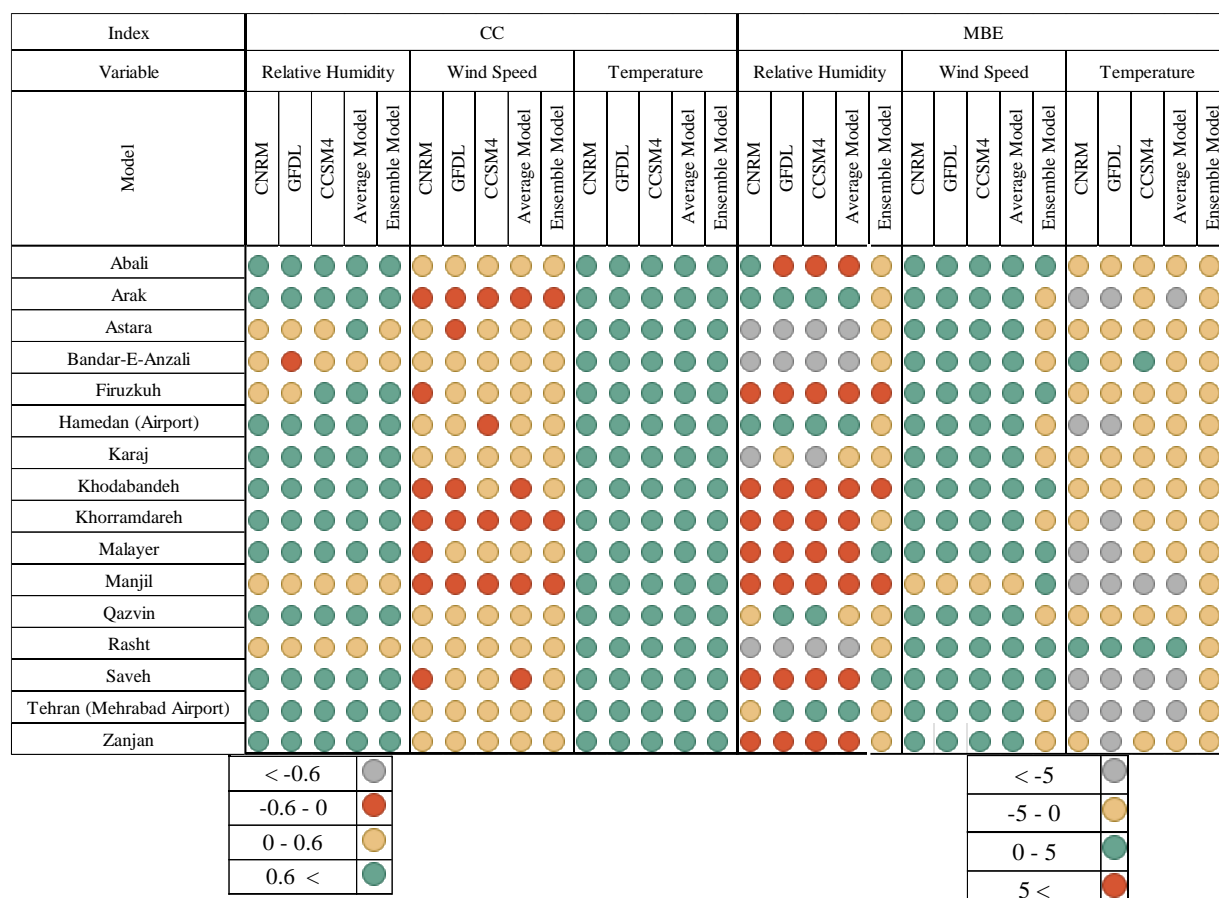 Index CC MBE
Variable Relative Humidity Wind Speed Temperature Relative Humidity Wind Speed Temperature
Model CNRM GFDL CCSM4 Average Model Ensemble Model CNRM GFDL CCSM4 Average Model Ensemble Model CNRM GFDL CCSM4 Average Model Ensemble Model CNRM GFDL CCSM4 Average Model Ensemble Model CNRM GFDL CCSM4 Average Model Ensemble Model CNRM GFDL CCSM4 Average Model Ensemble Model
Abali
Arak
Astara
Bandar-E-Anzali
Firuzkuh
Hamedan (Airport)
Karaj
Khodabandeh
Khorramdareh
Malayer
Manjil
Qazvin
Rasht
Saveh
Tehran (Mehrabad Airport)
Zanjan
< -0.6
-0.6 - 0
0 - 0.6
0.6 <
< -5
-5 - 0
0 - 5
5 <